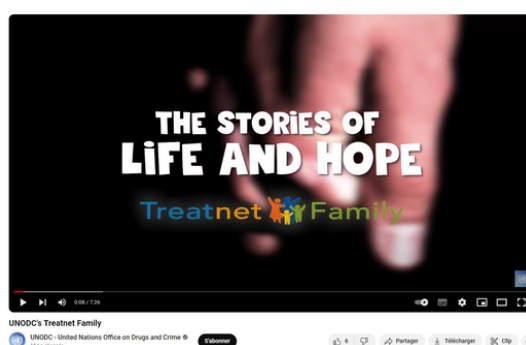 THE STORiES OF
LiFE AND HOPE
Treatnet Family
0:08 / 7:26
UNODC's Treatnet Family
UNODC - United Nations Office on Drugs and Crime
S'abonner
6
Partager
Télécharger
Clip